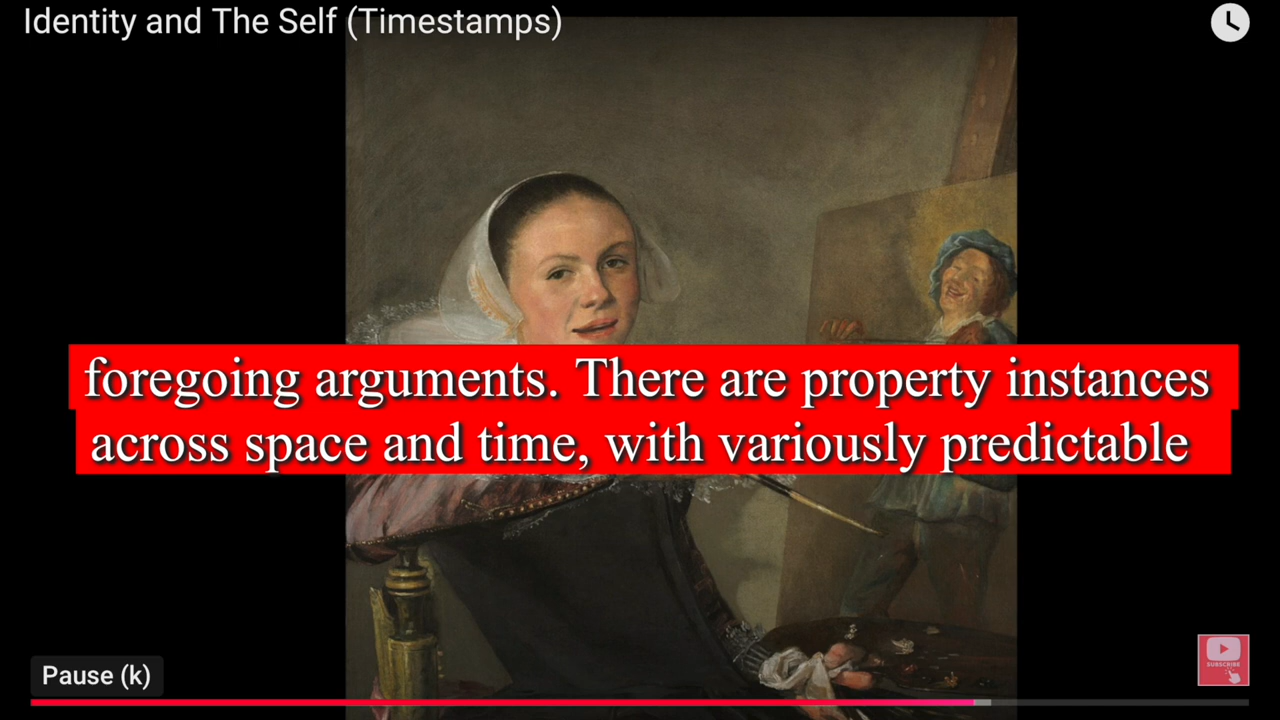 Identity and The Self (Timestamps)
foregoing arguments. There are property instances
across space and time, with variously predictable
Pause (k)
SUBSCRIBE